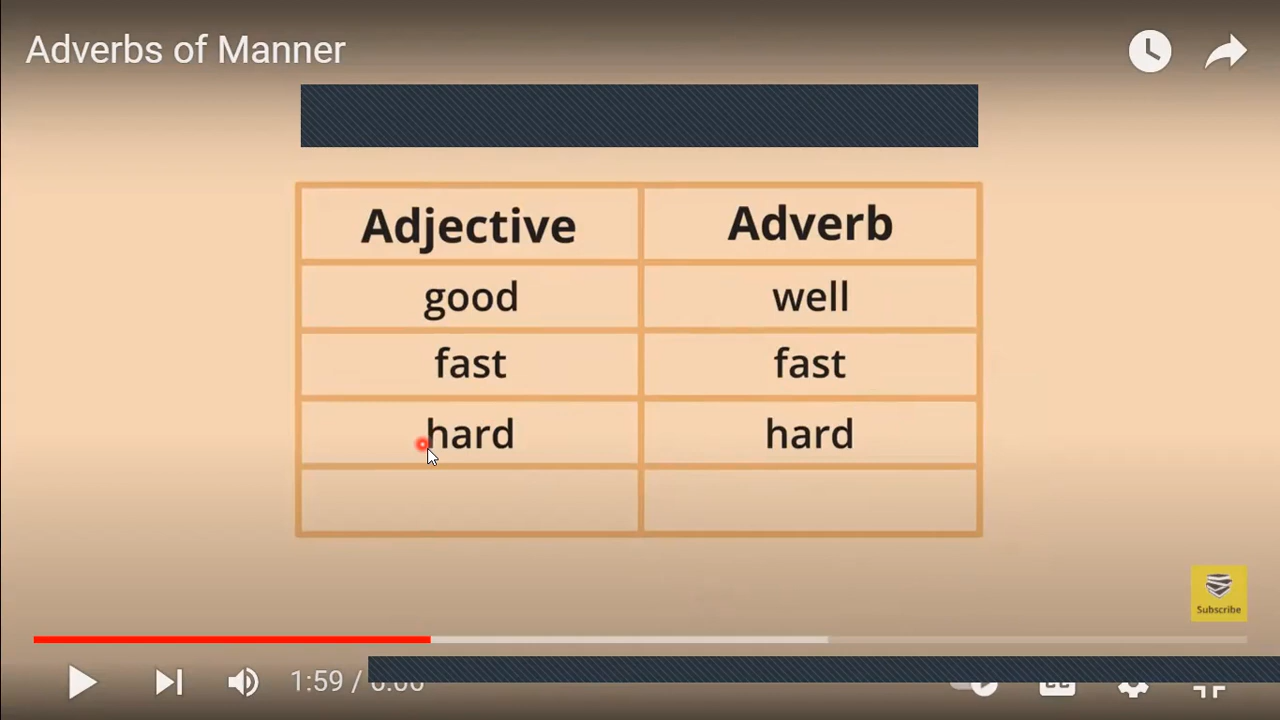 Adverbs of Manner
Adjective Adverb
good well
fast fast
hard hard
Subscribe
1:59 /